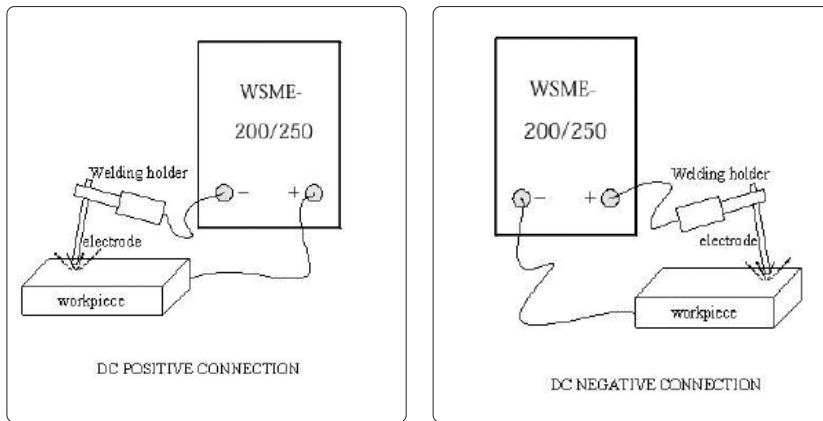 WSME-
200/250
Welding holder
- +
electrode
workpiece
DC POSITIVE CONNECTION
WSME-
200/250
Welding holder
- +
electrode
workpiece
DC NEGATIVE CONNECTION